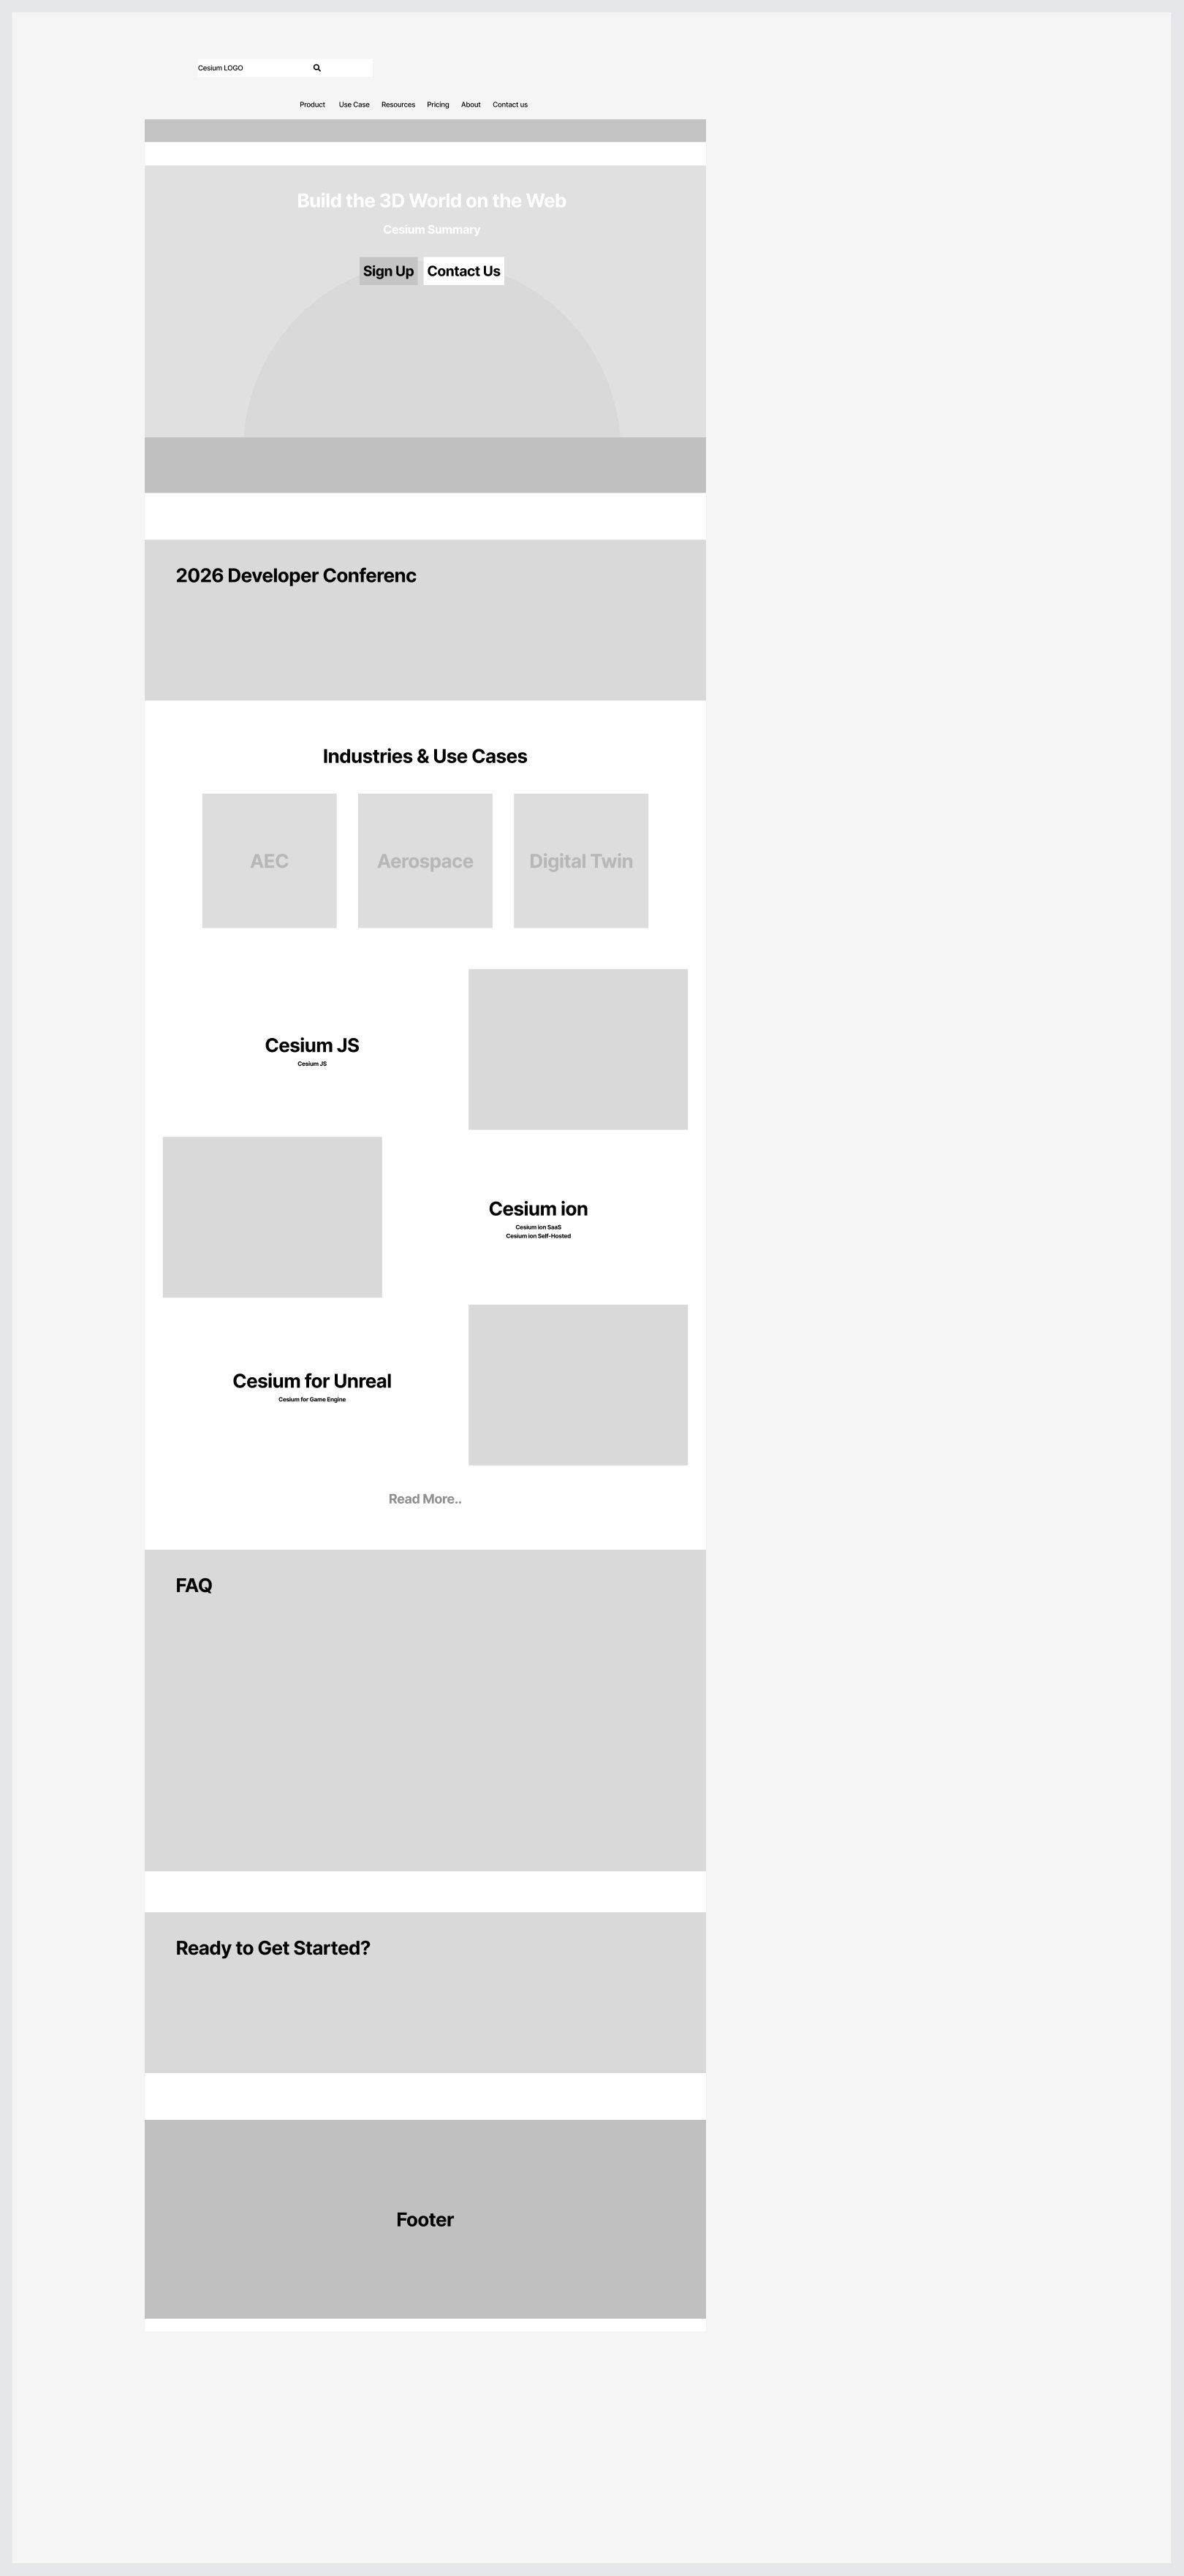 Cesium LOGO
Product Use Case Resources Pricing About Contact us
Build the 3D World on the Web
Cesium Summary
Sign Up Contact Us
2026 Developer Conferenc
Industries & Use Cases
AEC Aerospace Digital Twin
Cesium JS
Cesium JS
Cesium ion
Cesium ion SaaS
Cesium ion Self-Hosted
Cesium for Unreal
Cesium for Game Engine
Read More..
FAQ
Ready to Get Started?
Footer